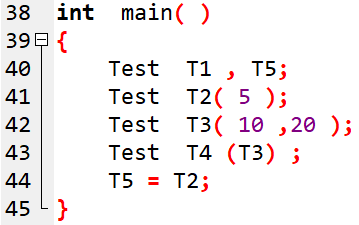 38 int  main( )
39 {
40     Test  T1 , T5;
41     Test  T2( 5 );
42     Test  T3( 10 ,20 );
43     Test  T4 (T3) ;
44     T5 = T2;
45 }